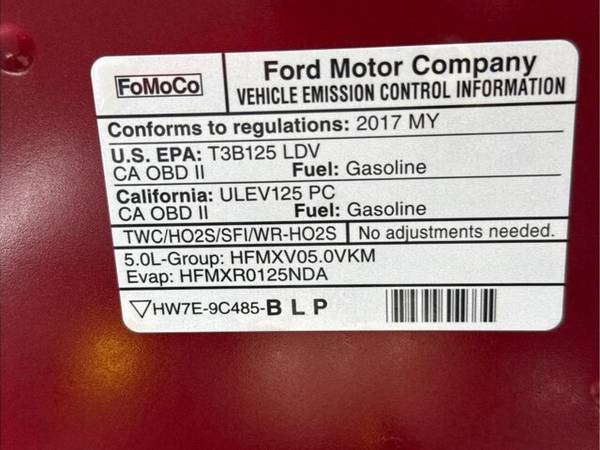 FoMoCo
Ford Motor Company
VEHICLE EMISSION CONTROL INFORMATION
Conforms to regulations: 2017 MY
U.S. EPA: T3B125 LDV
CA OBD II Fuel: Gasoline
California: ULEV125 PC
CA OBD II Fuel: Gasoline
TWC/HO2S/SFI/WR-HO2S No adjustments needed.
5.0L-Group: HFMXV05.0VKM
Evap: HFMXR0125NDA
▽HW7E-9C485-B L P